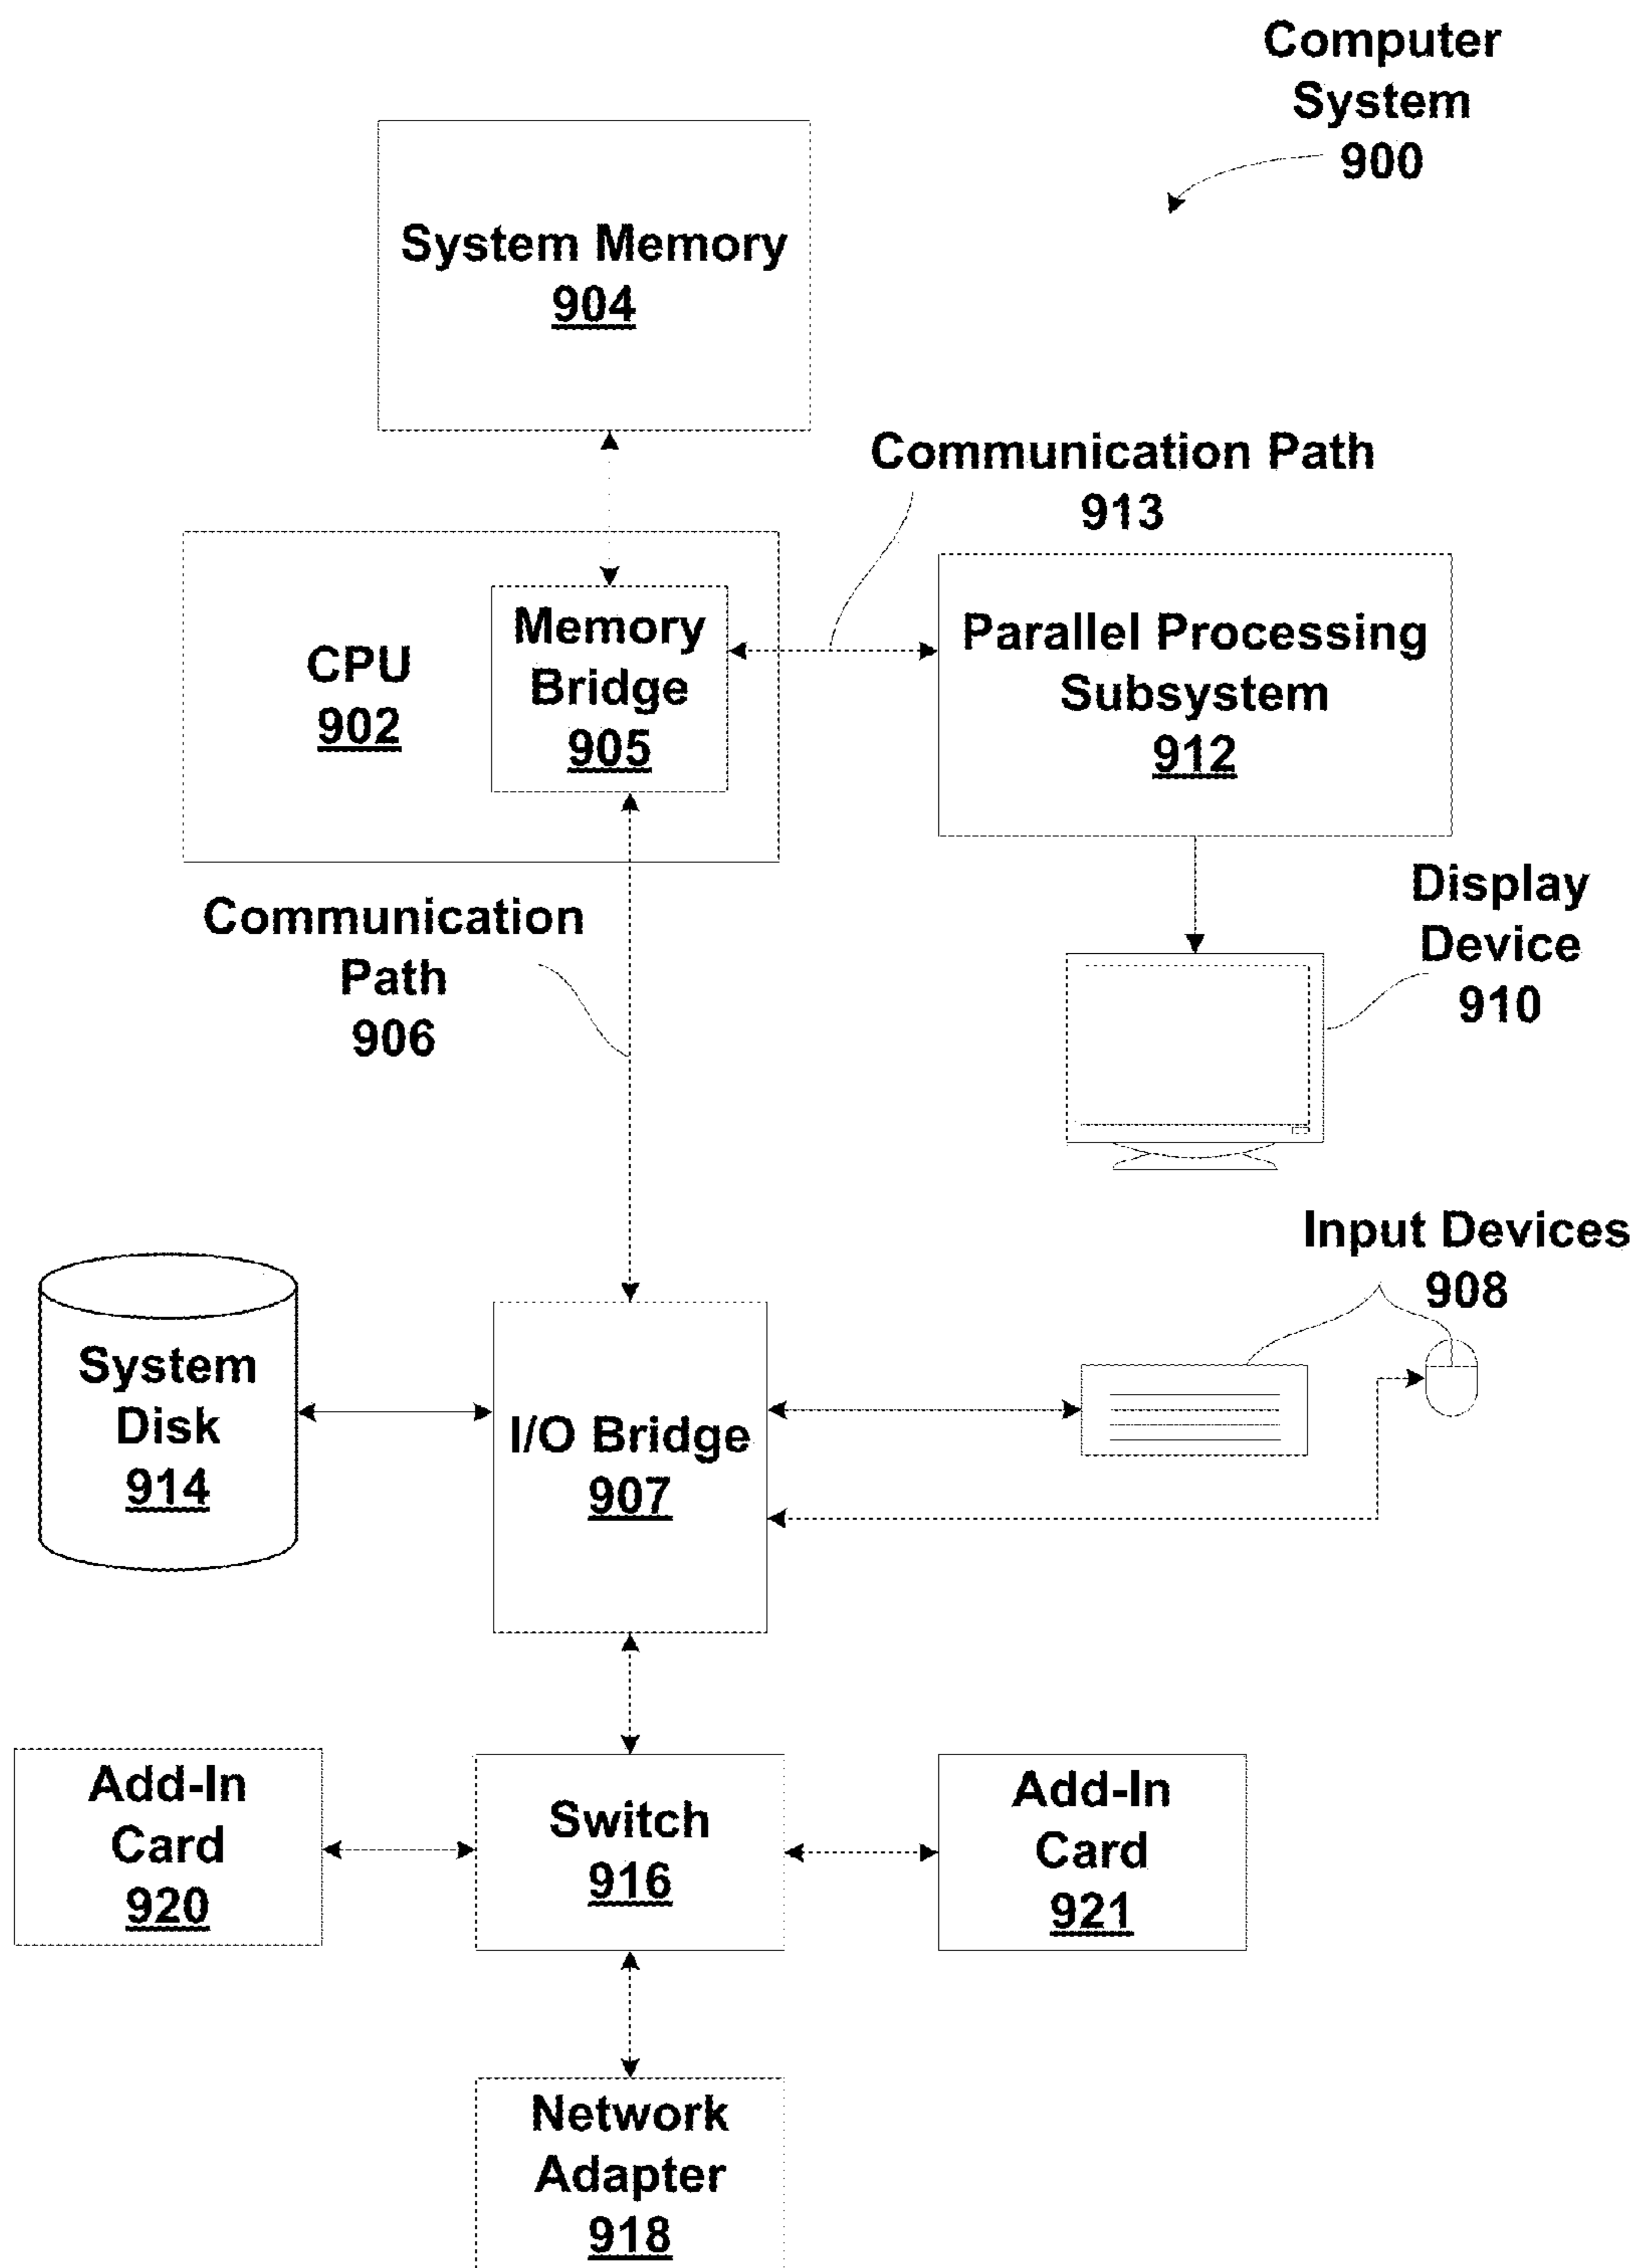 Computer
System
900
System Memory
904
Communication Path
913
CPU
902
Memory
Bridge
905
Parallel Processing
Subsystem
912
Communication
Path
906
Display
Device
910
Input Devices
908
System
Disk
914
I/O Bridge
907
Add-In
Card
920
Switch
916
Add-In
Card
921
Network
Adapter
918